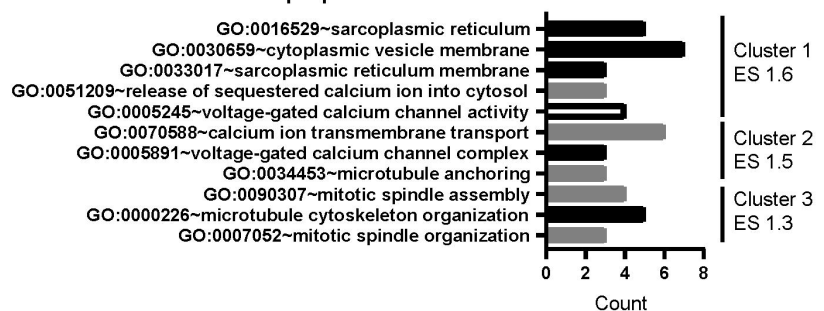 GO:0016529~sarcoplasmic reticulum
GO:0030659~cytoplasmic vesicle membrane
GO:0033017~sarcoplasmic reticulum membrane
GO:0051209~release of sequestered calcium ion into cytosol
GO:0005245~voltage-gated calcium channel activity
GO:0070588~calcium ion transmembrane transport
GO:0005891~voltage-gated calcium channel complex
GO:0034453~microtubule anchoring
GO:0090307~mitotic spindle assembly
GO:0000226~microtubule cytoskeleton organization
GO:0007052~mitotic spindle organization
Cluster 1
ES 1.6
Cluster 2
ES 1.5
Cluster 3
ES 1.3
0 2 4 6 8
Count